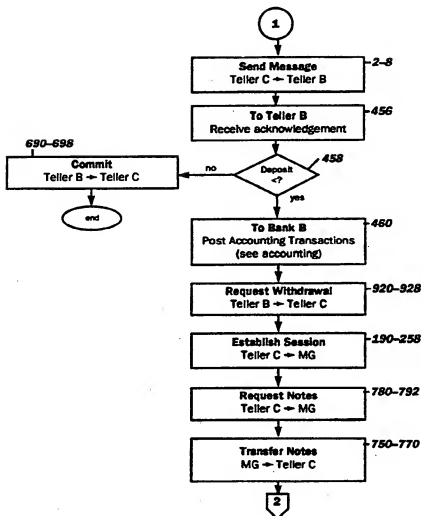 1
Send Message
Teller C → Teller B
2–8
To Teller B
Receive acknowledgement
456
690–698
Commit
Teller B → Teller C
no
Deposit
<?
458
end
yes
To Bank B
Post Accounting Transactions
(see accounting)
460
Request Withdrawal
Teller B → Teller C
920–928
Establish Session
Teller C → MG
190–258
Request Notes
Teller C → MG
780–792
Transfer Notes
MG → Teller C
750–770
2